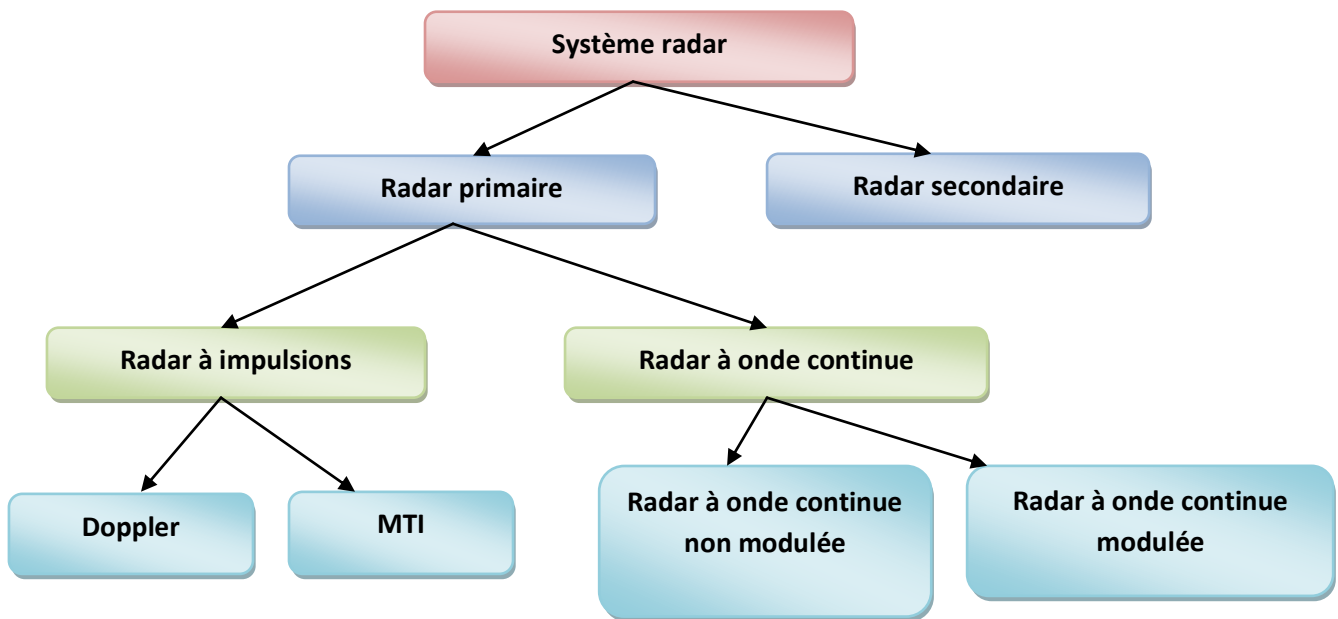 Système radar
Radar primaire
Radar secondaire
Radar à impulsions
Radar à onde continue
Doppler
MTI
Radar à onde continue
non modulée
Radar à onde continue
modulée